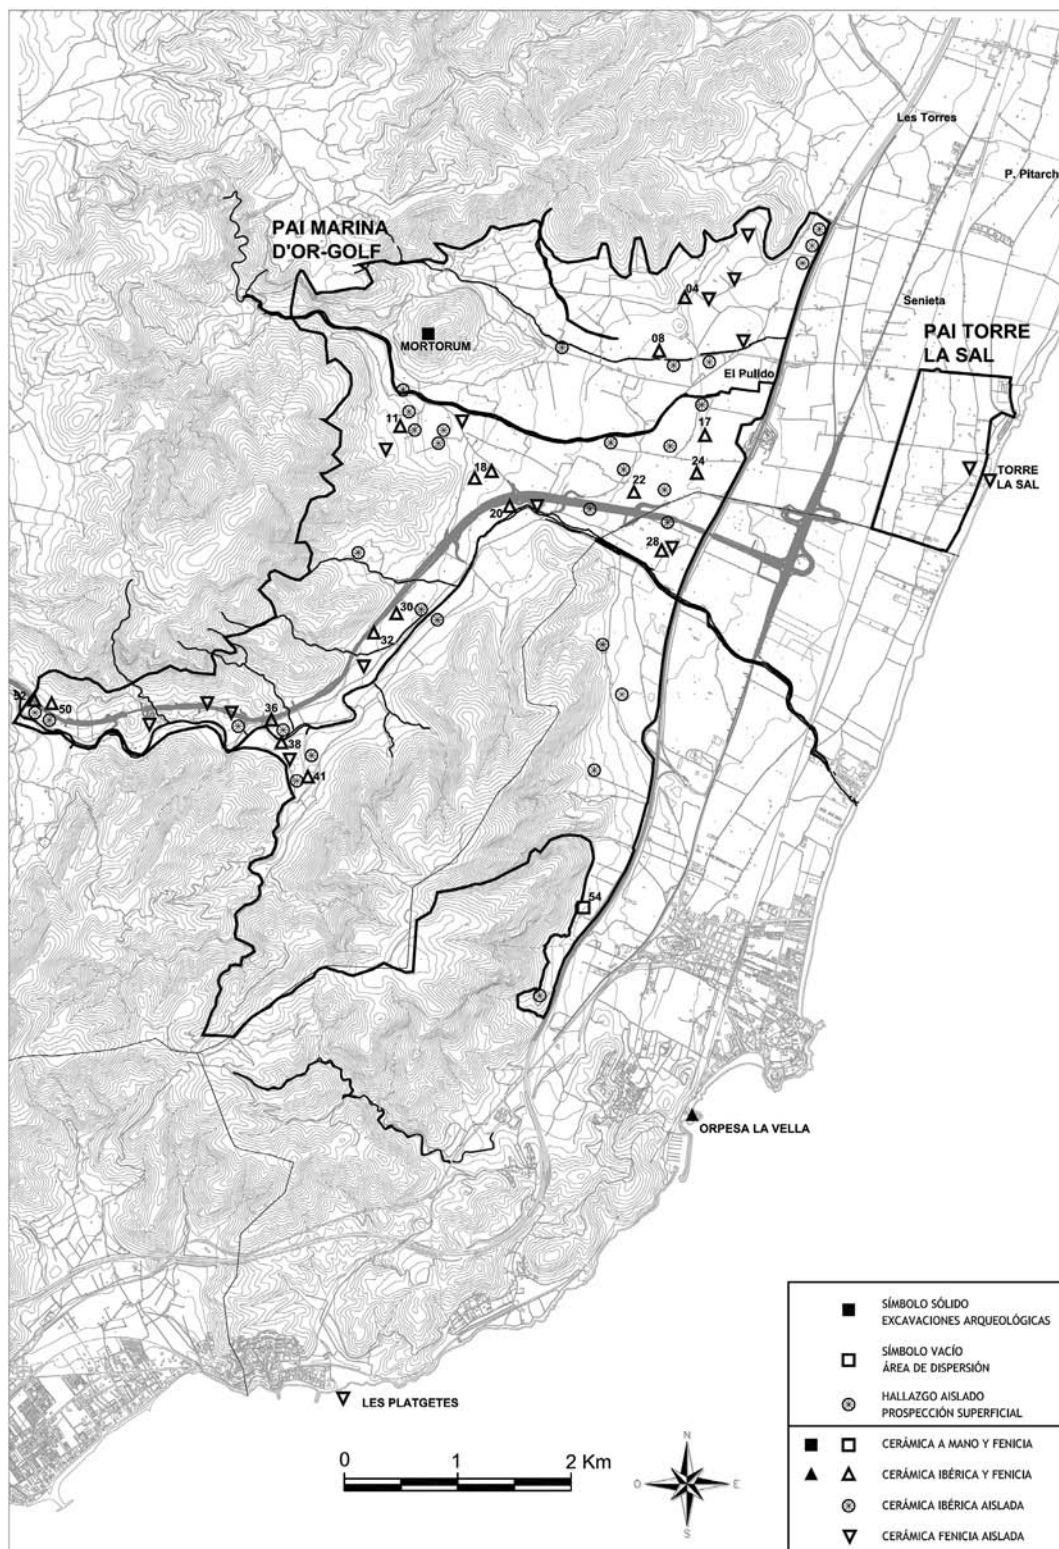 Les Torres
P. Pitarch
PAI MARINA
D'OR-GOLF
04
Senieta
MORTORUM
08
PAI TORRE
LA SAL
El Pulido
11
17
18
24
22
TORRE
LA SAL
20
28
30
32
52
50
36
38
41
54
ORPESA LA VELLA
LES PLATGETES
0 1 2 Km
N
O E
S
SÍMBOLO SÓLIDO
EXCAVACIONES ARQUEOLÓGICAS
SÍMBOLO VACÍO
ÁREA DE DISPERSIÓN
HALLAZGO AISLADO
PROSPECCIÓN SUPERFICIAL
CERÁMICA A MANO Y FENICIA
CERÁMICA IBÉRICA Y FENICIA
CERÁMICA IBÉRICA AISLADA
CERÁMICA FENICIA AISLADA